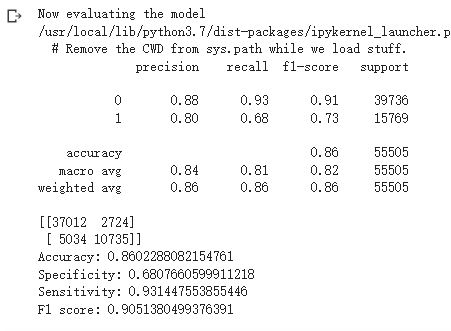 Now evaluating the model
/usr/local/lib/python3.7/dist-packages/ipykernel_launcher.p
# Remove the CWD from sys.path while we load stuff.
precision recall f1-score support
0 0.88 0.93 0.91 39736
1 0.80 0.68 0.73 15769
accuracy 0.86 55505
macro avg 0.84 0.81 0.82 55505
weighted avg 0.86 0.86 0.86 55505
[[37012 2724]
[ 5034 10735]]
Accuracy: 0.8602288082154761
Specificity: 0.6807660599911218
Sensitivity: 0.931447553855446
F1 score: 0.9051380499376391